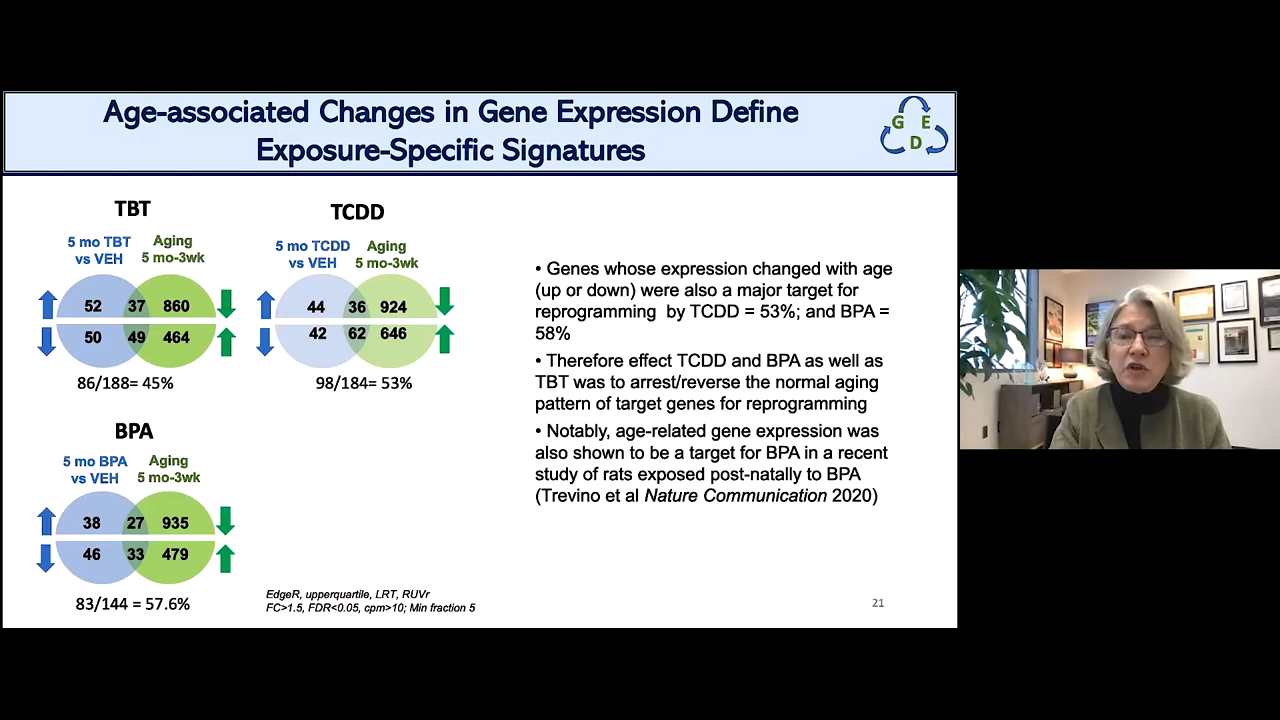 Age-associated Changes in Gene Expression Define
Exposure-Specific Signatures
G E
D
TBT
5 mo TBT
vs VEH
Aging
5 mo-3wk
52 37 860
50 49 464
86/188= 45%
TCDD
5 mo TCDD
vs VEH
Aging
5 mo-3wk
44 36 924
42 62 646
98/184= 53%
BPA
5 mo BPA
vs VEH
Aging
5 mo-3wk
38 27 935
46 33 479
83/144 = 57.6%
• Genes whose expression changed with age
(up or down) were also a major target for
reprogramming by TCDD = 53%; and BPA =
58%
• Therefore effect TCDD and BPA as well as
TBT was to arrest/reverse the normal aging
pattern of target genes for reprogramming
• Notably, age-related gene expression was
also shown to be a target for BPA in a recent
study of rats exposed post-natally to BPA
(Trevino et al Nature Communication 2020)
EdgeR, upperquartile, LRT, RUVr
FC>1.5, FDR<0.05, cpm>10; Min fraction 5
21